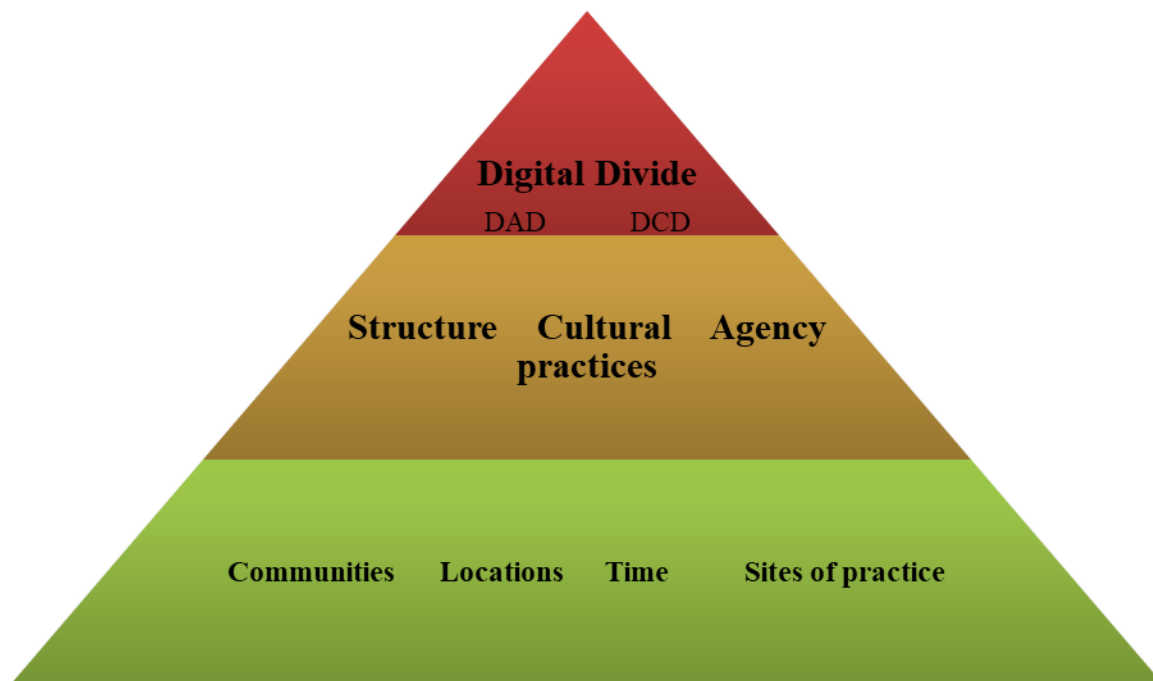 Digital Divide
DAD DCD
Structure Cultural Agency
practices
Communities Locations Time Sites of practice